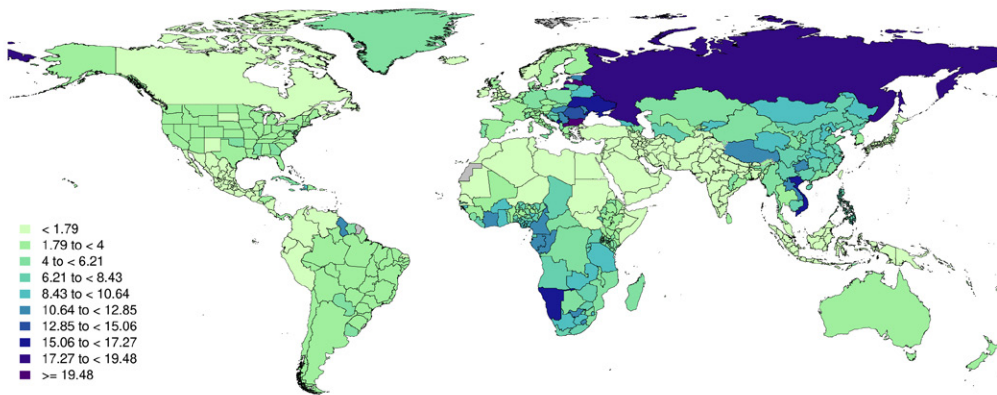 < 1.79
1.79 to < 4
4 to < 6.21
6.21 to < 8.43
8.43 to < 10.64
10.64 to < 12.85
12.85 to < 15.06
15.06 to < 17.27
17.27 to < 19.48
>= 19.48